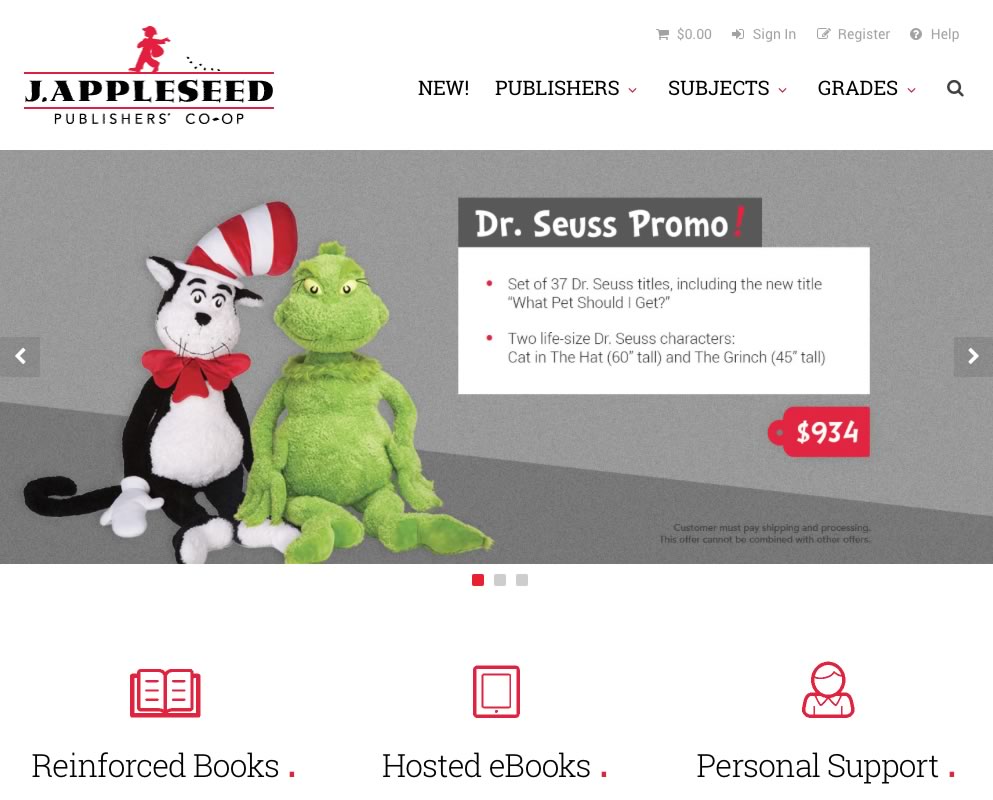 $0.00 Sign In Register Help
J.APPLESEED
PUBLISHERS' CO-OP
NEW! PUBLISHERS SUBJECTS GRADES
Dr. Seuss Promo!
• Set of 37 Dr. Seuss titles, including the new title
“What Pet Should I Get?”
• Two life-size Dr. Seuss characters:
Cat in The Hat (60” tall) and The Grinch (45” tall)
$934
Customer must pay shipping and processing.
This offer cannot be combined with other offers.
Reinforced Books . Hosted eBooks . Personal Support .